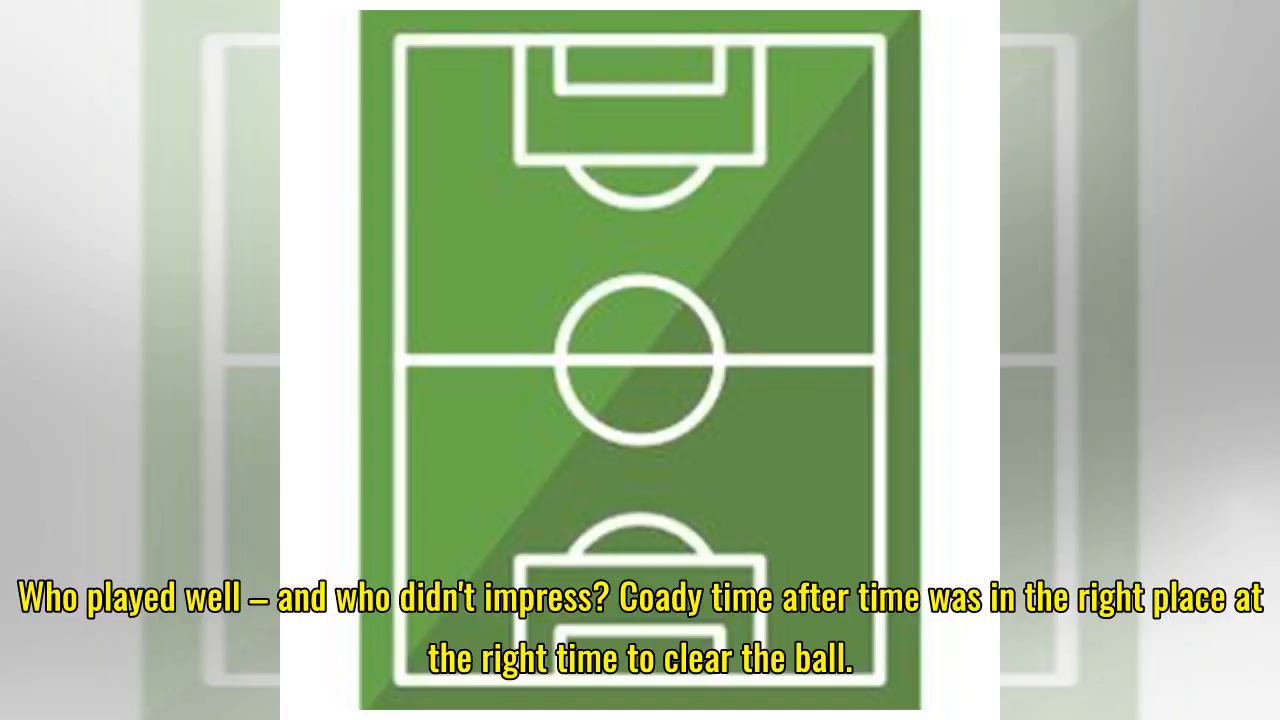 Who played well – and who didn't impress? Coady time after time was in the right place at
the right time to clear the ball.